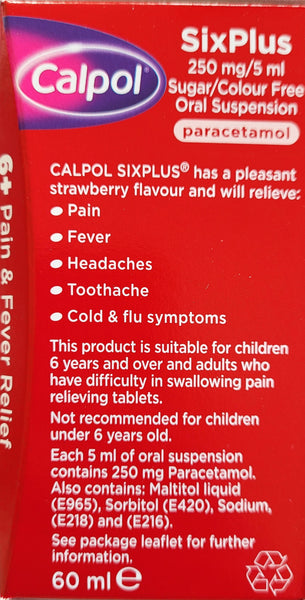 Calpol®
SixPlus
250 mg/5 ml
Sugar/Colour Free
Oral Suspension
paracetamol
CALPOL SIXPLUS® has a pleasant
strawberry flavour and will relieve:
● Pain
● Fever
● Headaches
● Toothache
● Cold & flu symptoms
This product is suitable for children
6 years and over and adults who
have difficulty in swallowing pain
relieving tablets.
Not recommended for children
under 6 years old.
Each 5 ml of oral suspension
contains 250 mg Paracetamol.
Also contains: Maltitol liquid
(E965), Sorbitol (E420), Sodium,
(E218) and (E216).
See package leaflet for further
information.
60 ml ℮
6+ Pain & Fever Relief